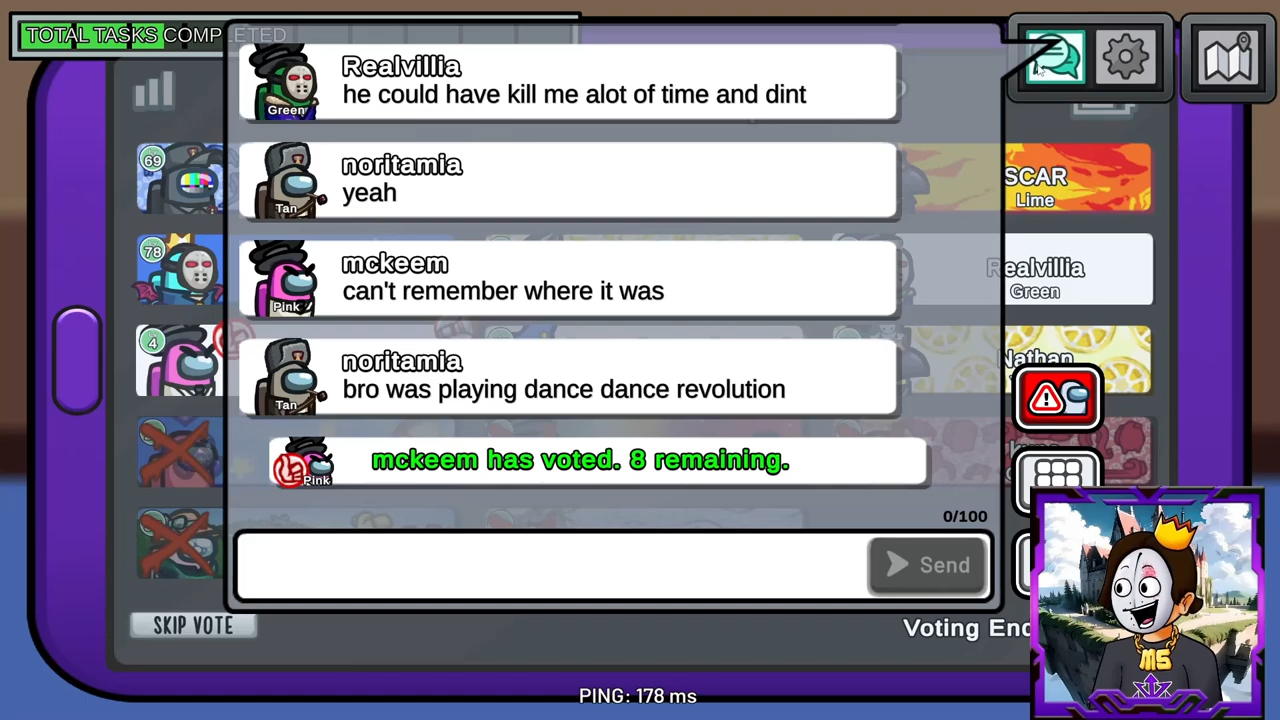 TOTAL TASKS COMPLETED
Realvillia
he could have kill me alot of time and dint
Green
noritamia
yeah
Tan
mckeem
can't remember where it was
Pink
noritamia
bro was playing dance dance revolution
Tan
mckeem has voted. 8 remaining.
Pink
0/100
Send
69
78
4
SCAR
Lime
Realvillia
Green
Nathan
SKIP VOTE
Voting End
MS
PING: 178 ms